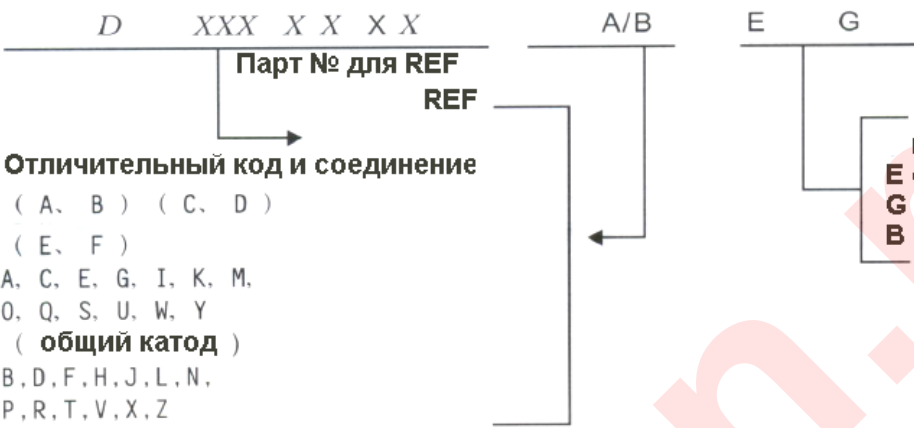 D XXX X X X X A/B E G
Парт № для REF
REF
Отличительный код и соединение
( A、 B ) ( C、 D )
( E、 F )
A, C, E, G, I, K, M,
O, Q, S, U, W, Y
( общий катод )
B,D,F,H,J,L,N,
P,R,T,V,X,Z
E
G
B